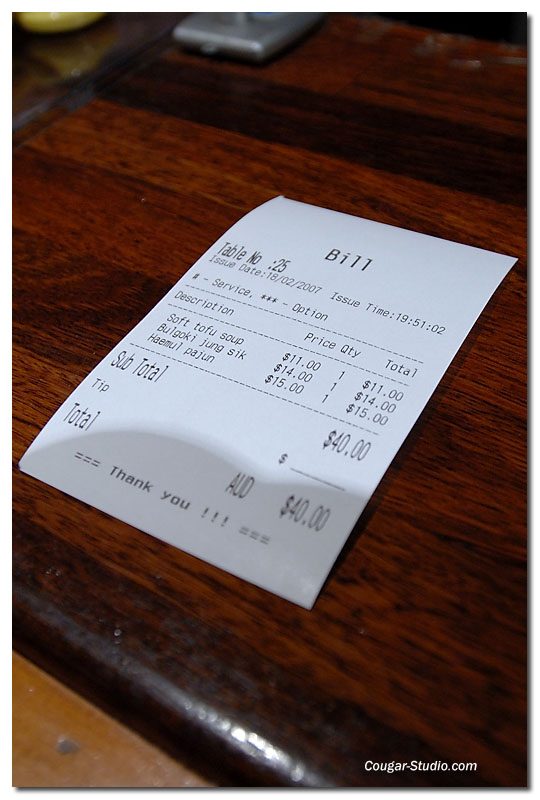 Bill
Table No :25
Issue Date:18/02/2007 Issue Time:19:51:02
# - Service, *** - Option
Description Price Qty Total
Soft tofu soup $11.00 1 $11.00
Bulgoki jung sik $14.00 1 $14.00
Haemul pajun $15.00 1 $15.00
Sub Total $40.00
Tip $ ________
Total AUD $40.00
=== Thank you !!! ===
Cougar-Studio.com